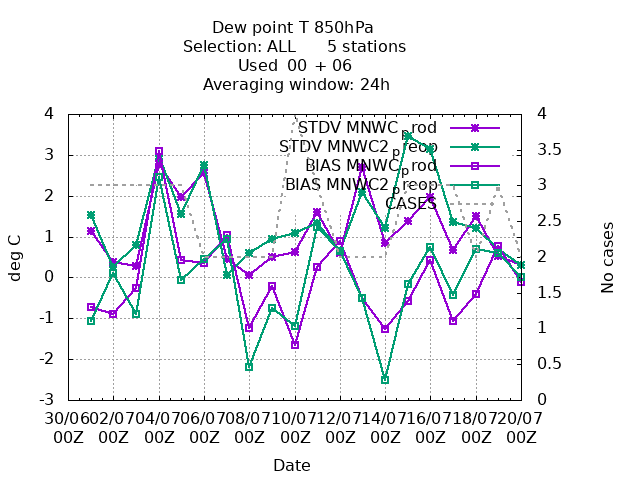 Dew point T 850hPa
Selection: ALL 5 stations
Used 00 + 06
Averaging window: 24h
STDV MNWCprod
STDV MNWC2preop
BIAS MNWCprod
BIAS MNWC2preop
CASES
deg C
4
3
2
1
0
-1
-2
-3
No cases
4
3.5
3
2.5
2
1.5
1
0.5
0
30/06 02/07 04/07 06/07 08/07 10/07 12/07 14/07 16/07 18/07 20/07
00Z 00Z 00Z 00Z 00Z 00Z 00Z 00Z 00Z 00Z 00Z
Date